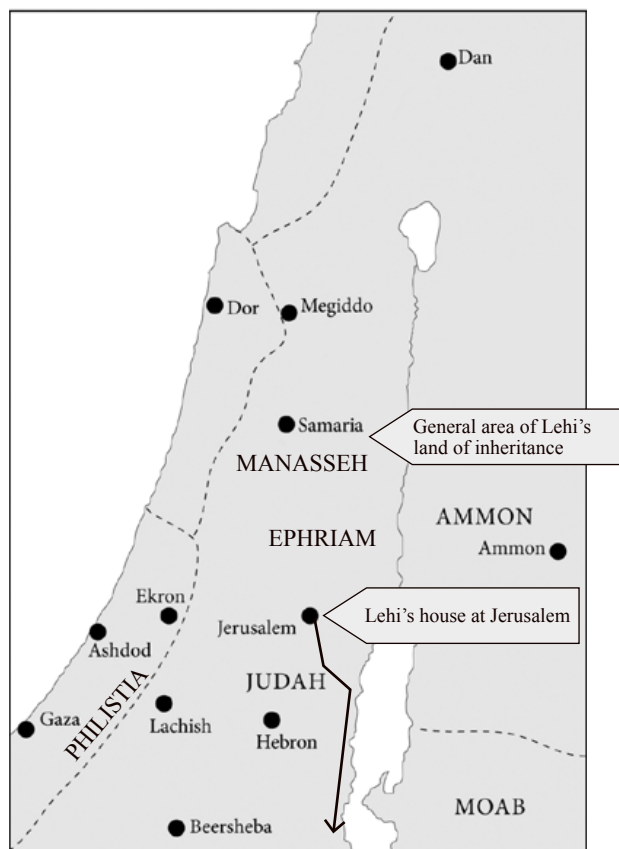 Dan
Dor
Megiddo
Samaria
General area of Lehi’s
land of inheritance
MANASSEH
AMMON
EPHRIAM
Ammon
Ekron
Jerusalem
Lehi’s house at Jerusalem
Ashdod
JUDAH
PHILISTIA
Gaza
Lachish
Hebron
MOAB
Beersheba